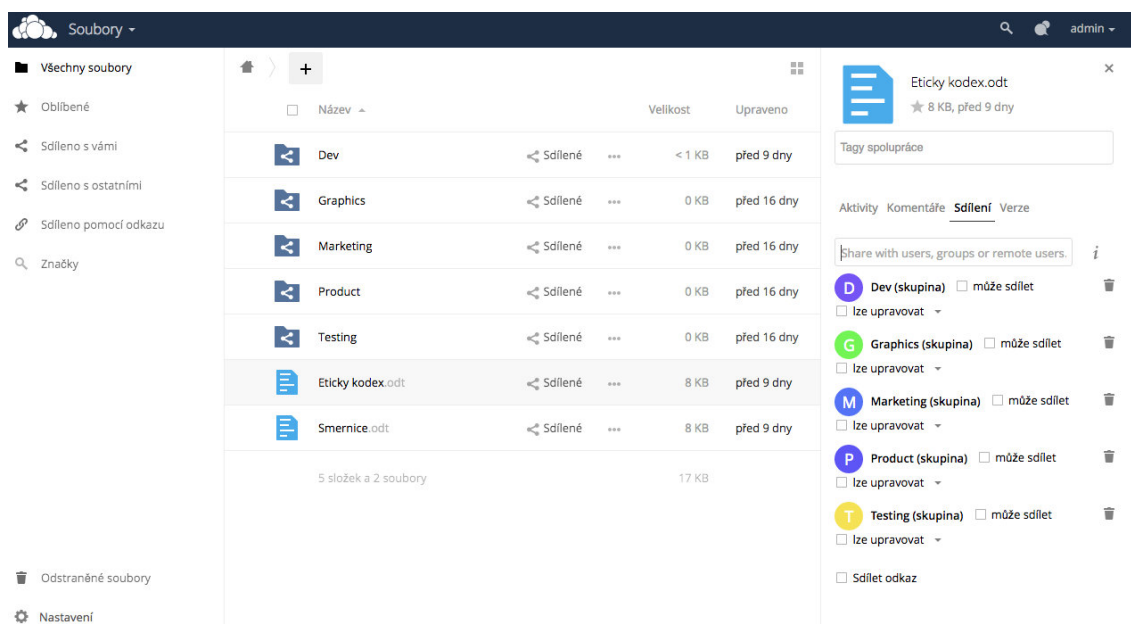 Soubory
admin
Všechny soubory
Oblíbené
Sdíleno s vámi
Sdíleno s ostatními
Sdíleno pomocí odkazu
Značky
Odstraněné soubory
Nastavení
+
Název Velikost Upraveno
Dev Sdílené ••• < 1 KB před 9 dny
Graphics Sdílené ••• 0 KB před 16 dny
Marketing Sdílené ••• 0 KB před 16 dny
Product Sdílené ••• 0 KB před 16 dny
Testing Sdílené ••• 0 KB před 16 dny
Eticky kodex.odt Sdílené ••• 8 KB před 9 dny
Smernice.odt Sdílené ••• 8 KB před 9 dny
5 složek a 2 soubory 17 KB
Eticky kodex.odt
8 KB, před 9 dny
Tagy spolupráce
Aktivity Komentáře Sdílení Verze
Share with users, groups or remote users. i
D Dev (skupina) může sdílet
lze upravovat
G Graphics (skupina) může sdílet
lze upravovat
M Marketing (skupina) může sdílet
lze upravovat
P Product (skupina) může sdílet
lze upravovat
T Testing (skupina) může sdílet
lze upravovat
Sdílet odkaz